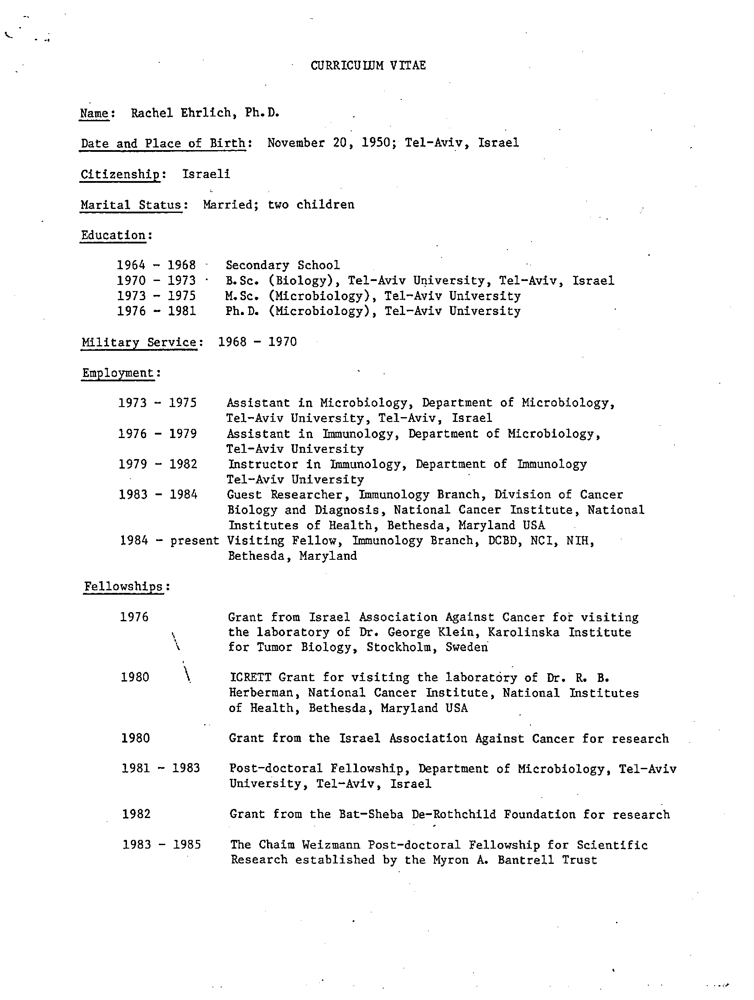 CURRICULUM VITAE
Name: Rachel Ehrlich, Ph.D.
Date and Place of Birth: November 20, 1950; Tel-Aviv, Israel
Citizenship: Israeli
Marital Status: Married; two children
Education:
1964 - 1968 Secondary School
1970 - 1973 B.Sc. (Biology), Tel-Aviv University, Tel-Aviv, Israel
1973 - 1975 M.Sc. (Microbiology), Tel-Aviv University
1976 - 1981 Ph.D. (Microbiology), Tel-Aviv University
Military Service: 1968 - 1970
Employment:
1973 - 1975 Assistant in Microbiology, Department of Microbiology,
Tel-Aviv University, Tel-Aviv, Israel
1976 - 1979 Assistant in Immunology, Department of Microbiology,
Tel-Aviv University
1979 - 1982 Instructor in Immunology, Department of Immunology
Tel-Aviv University
1983 - 1984 Guest Researcher, Immunology Branch, Division of Cancer
Biology and Diagnosis, National Cancer Institute, National
Institutes of Health, Bethesda, Maryland USA
1984 - present Visiting Fellow, Immunology Branch, DCBD, NCI, NIH,
Bethesda, Maryland
Fellowships:
1976 Grant from Israel Association Against Cancer for visiting
the laboratory of Dr. George Klein, Karolinska Institute
for Tumor Biology, Stockholm, Sweden
1980 ICRETT Grant for visiting the laboratory of Dr. R. B.
Herberman, National Cancer Institute, National Institutes
of Health, Bethesda, Maryland USA
1980 Grant from the Israel Association Against Cancer for research
1981 - 1983 Post-doctoral Fellowship, Department of Microbiology, Tel-Aviv
University, Tel-Aviv, Israel
1982 Grant from the Bat-Sheba De-Rothchild Foundation for research
1983 - 1985 The Chaim Weizmann Post-doctoral Fellowship for Scientific
Research established by the Myron A. Bantrell Trust